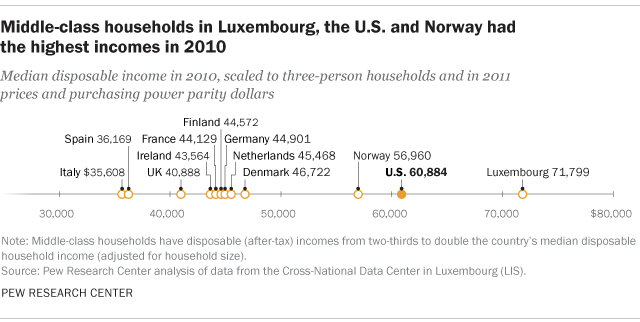 Middle-class households in Luxembourg, the U.S. and Norway had
the highest incomes in 2010
Median disposable income in 2010, scaled to three-person households and in 2011
prices and purchasing power parity dollars
Finland 44,572
Spain 36,169 France 44,129 Germany 44,901
Ireland 43,564 Netherlands 45,468 Norway 56,960
Italy $35,608 UK 40,888 Denmark 46,722 U.S. 60,884 Luxembourg 71,799
30,000 40,000 50,000 60,000 70,000 $80,000
Note: Middle-class households have disposable (after-tax) incomes from two-thirds to double the country's median disposable
household income (adjusted for household size).
Source: Pew Research Center analysis of data from the Cross-National Data Center in Luxembourg (LIS).
PEW RESEARCH CENTER